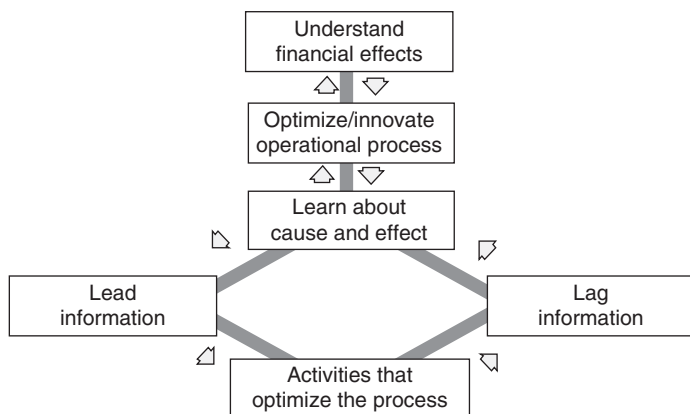 Understand
financial effects
Optimize/innovate
operational process
Learn about
cause and effect
Lead
information
Lag
information
Activities that
optimize the process